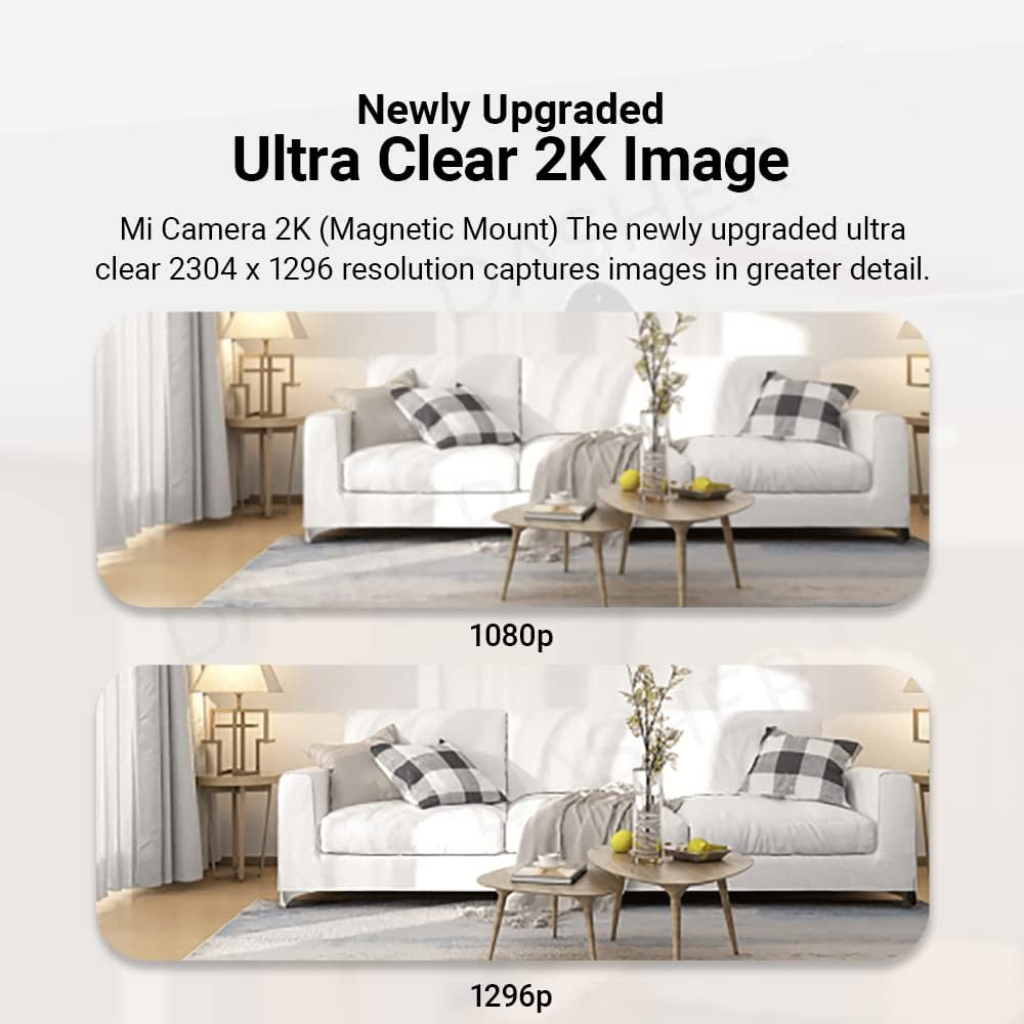 Newly Upgraded
Ultra Clear 2K Image
Mi Camera 2K (Magnetic Mount) The newly upgraded ultra
clear 2304 x 1296 resolution captures images in greater detail.
DASHER
1080p
1296p